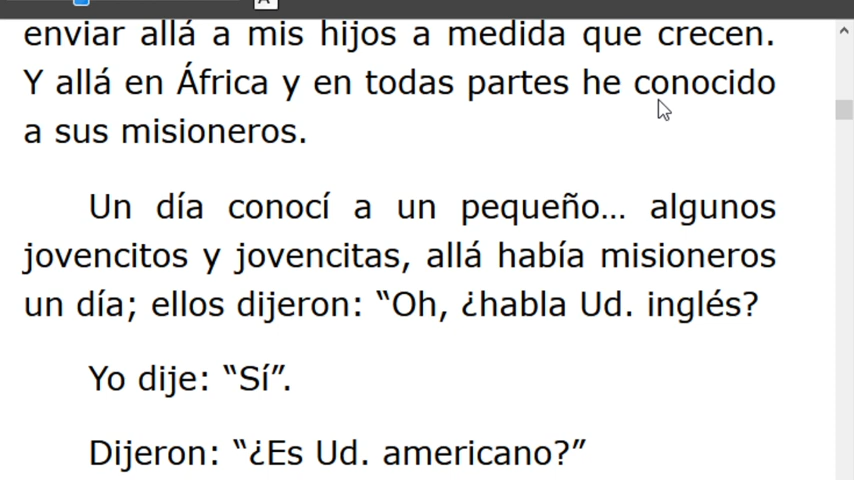 enviar allá a mis hijos a medida que crecen.
Y allá en África y en todas partes he conocido
a sus misioneros.
Un día conocí a un pequeño... algunos
jovencitos y jovencitas, allá había misioneros
un día; ellos dijeron: “Oh, ¿habla Ud. inglés?
Yo dije: “Sí”.
Dijeron: “¿Es Ud. americano?”